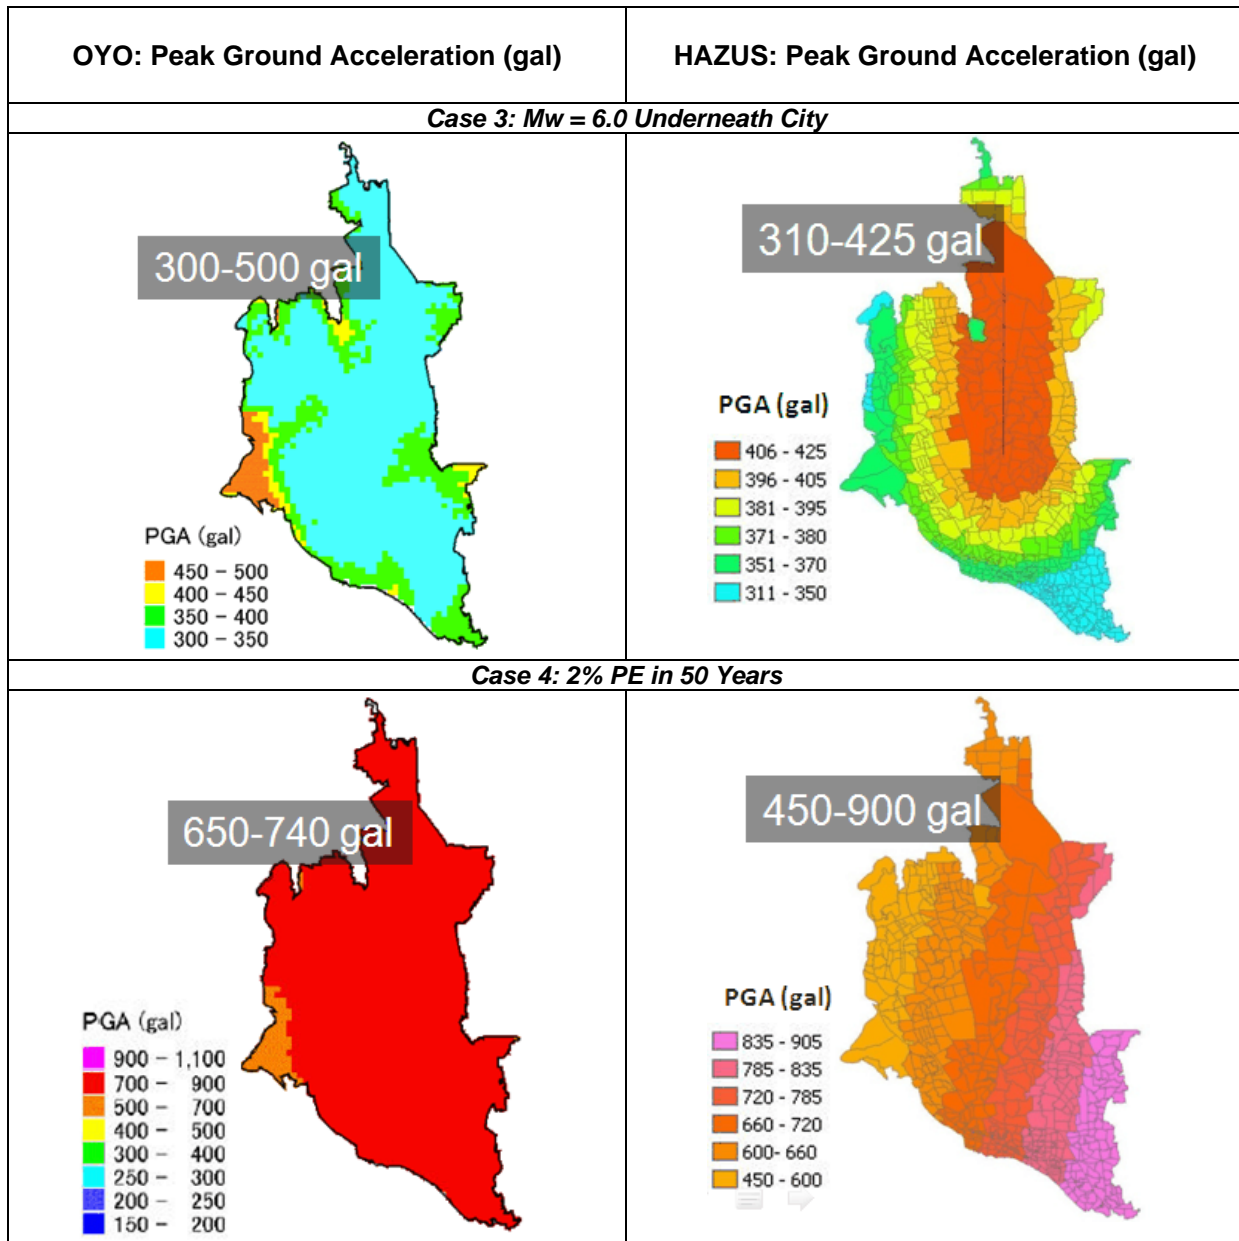 OYO: Peak Ground Acceleration (gal)
HAZUS: Peak Ground Acceleration (gal)
Case 3: Mw = 6.0 Underneath City
300-500 gal
PGA (gal)
450 - 500
400 - 450
350 - 400
300 - 350
310-425 gal
PGA (gal)
406 - 425
396 - 405
381 - 395
371 - 380
351 - 370
311 - 350
Case 4: 2% PE in 50 Years
650-740 gal
PGA (gal)
900 - 1,100
700 - 900
500 - 700
400 - 500
300 - 400
250 - 300
200 - 250
150 - 200
450-900 gal
PGA (gal)
835 - 905
785 - 835
720 - 785
660 - 720
600- 660
450 - 600